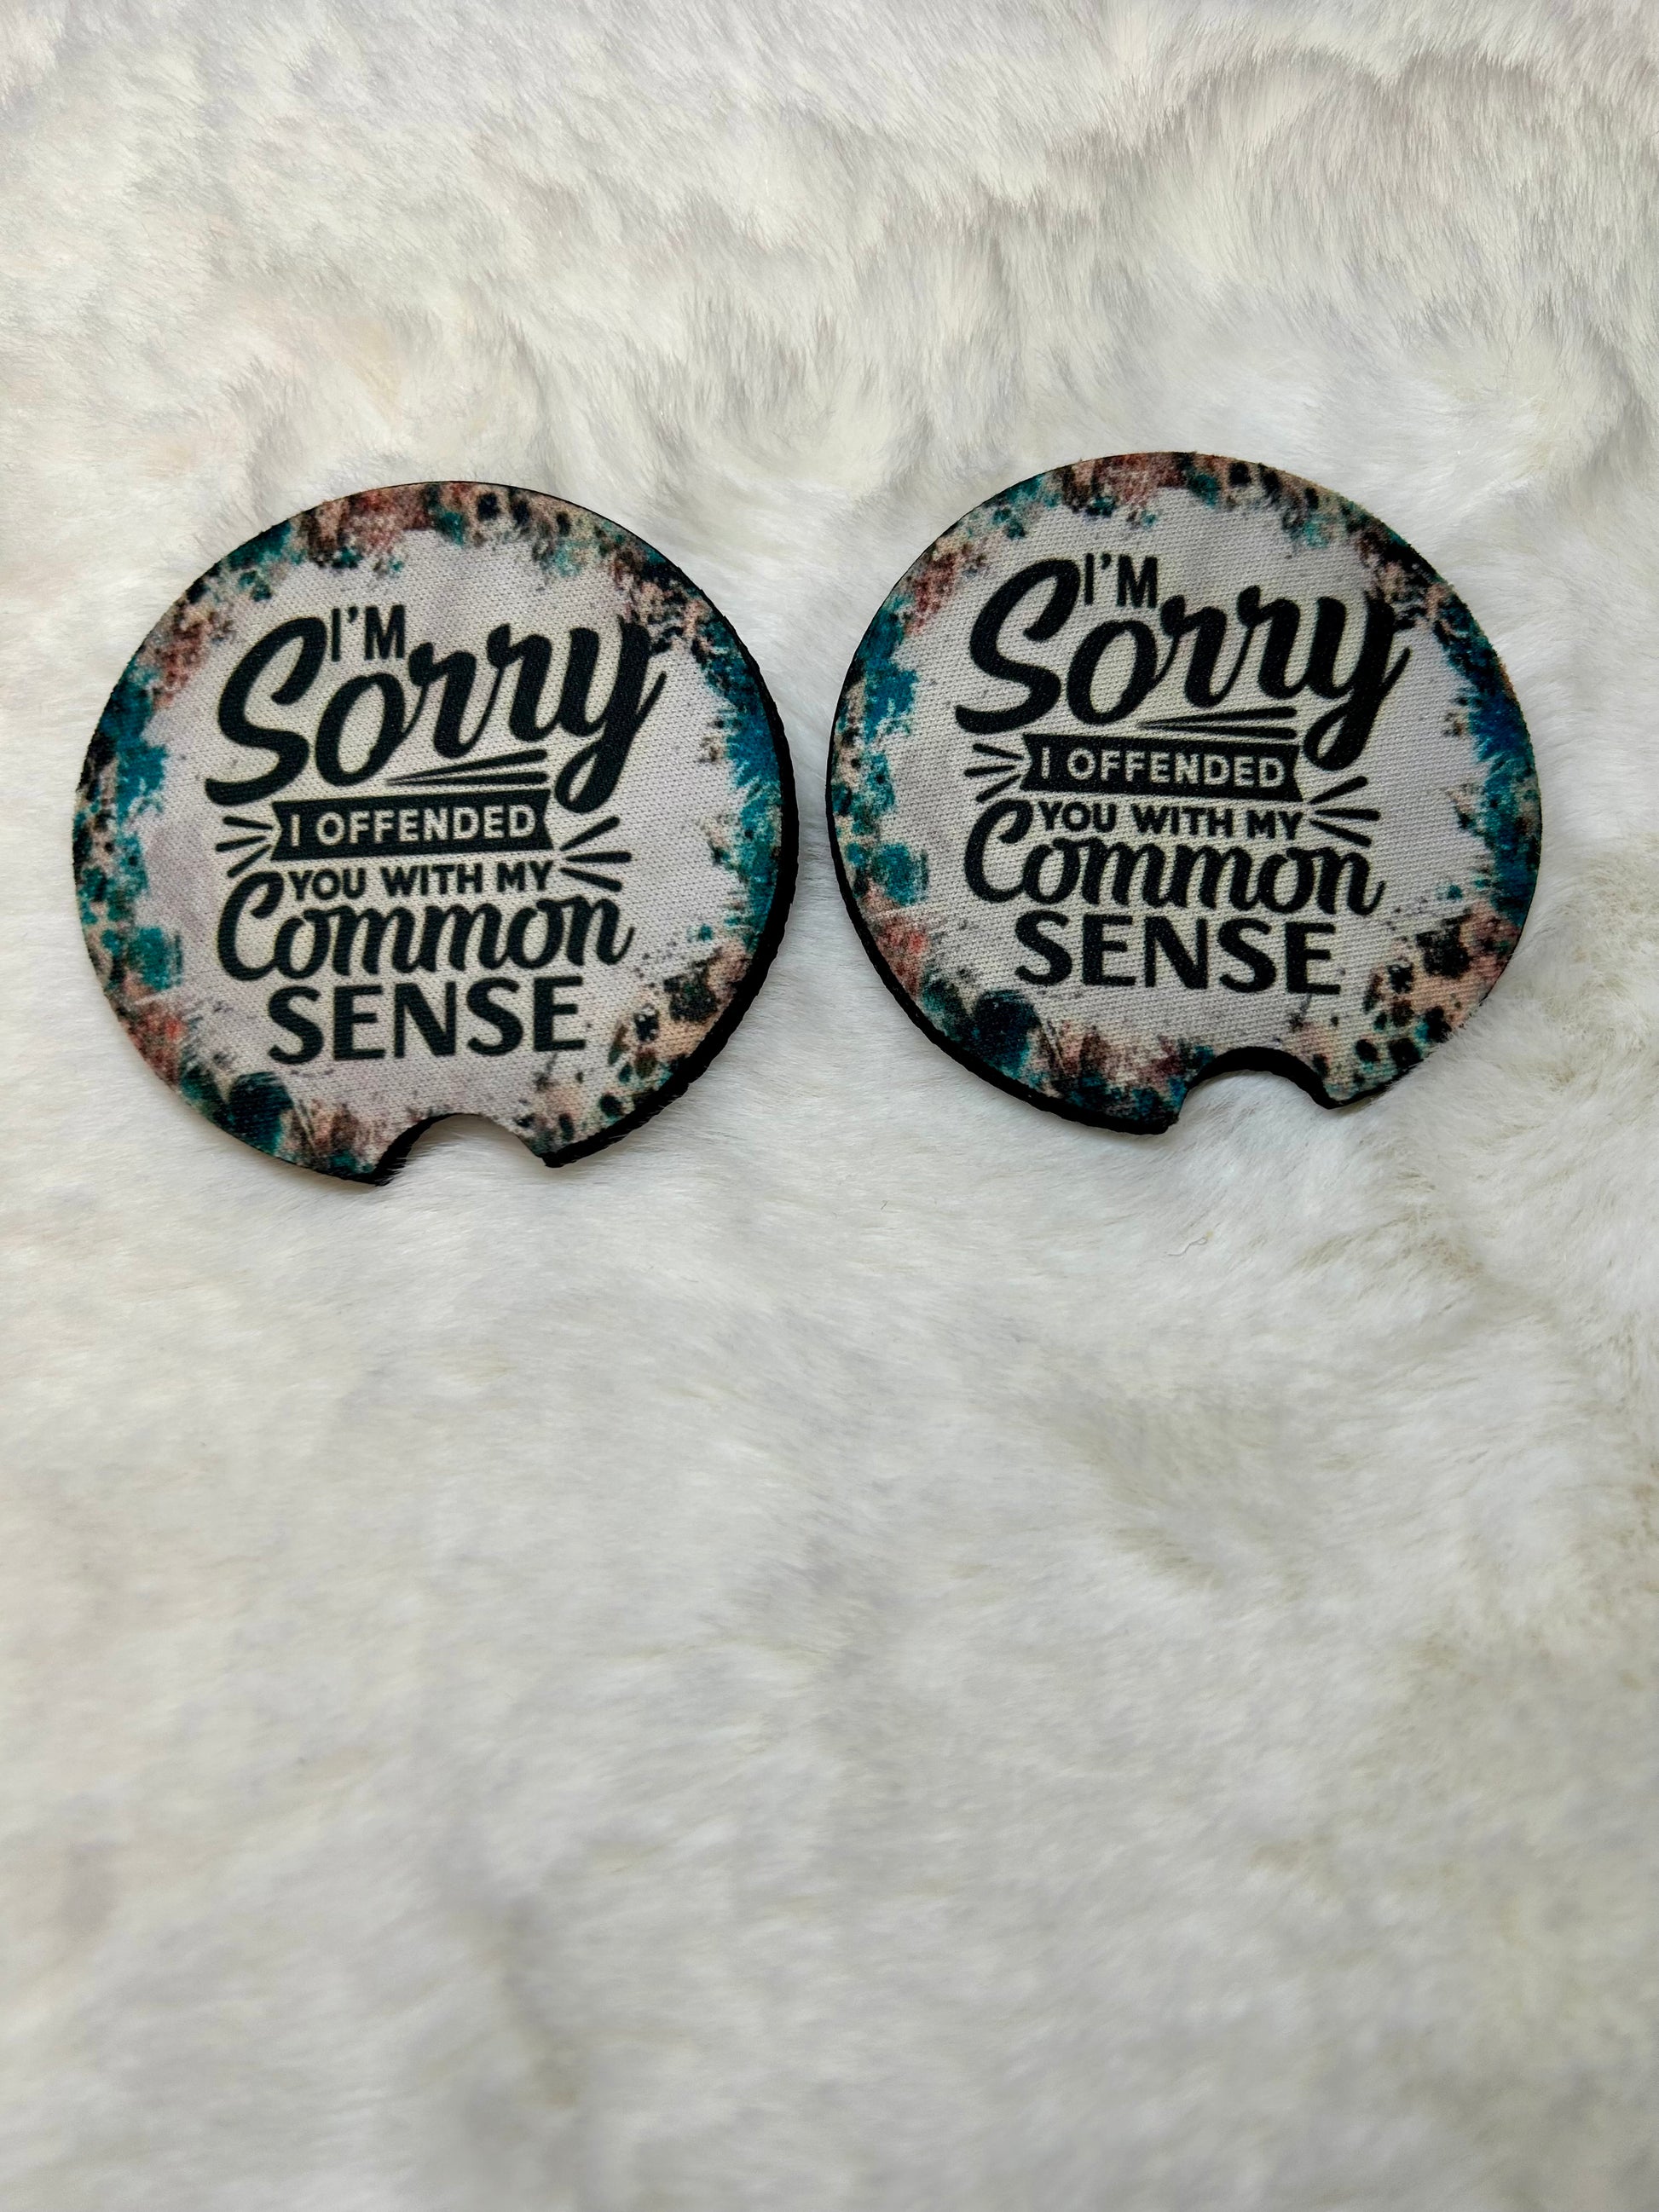 I'M
Sorry
I OFFENDED
YOU WITH MY
Common
SENSE
I'M
Sorry
I OFFENDED
YOU WITH MY
Common
SENSE